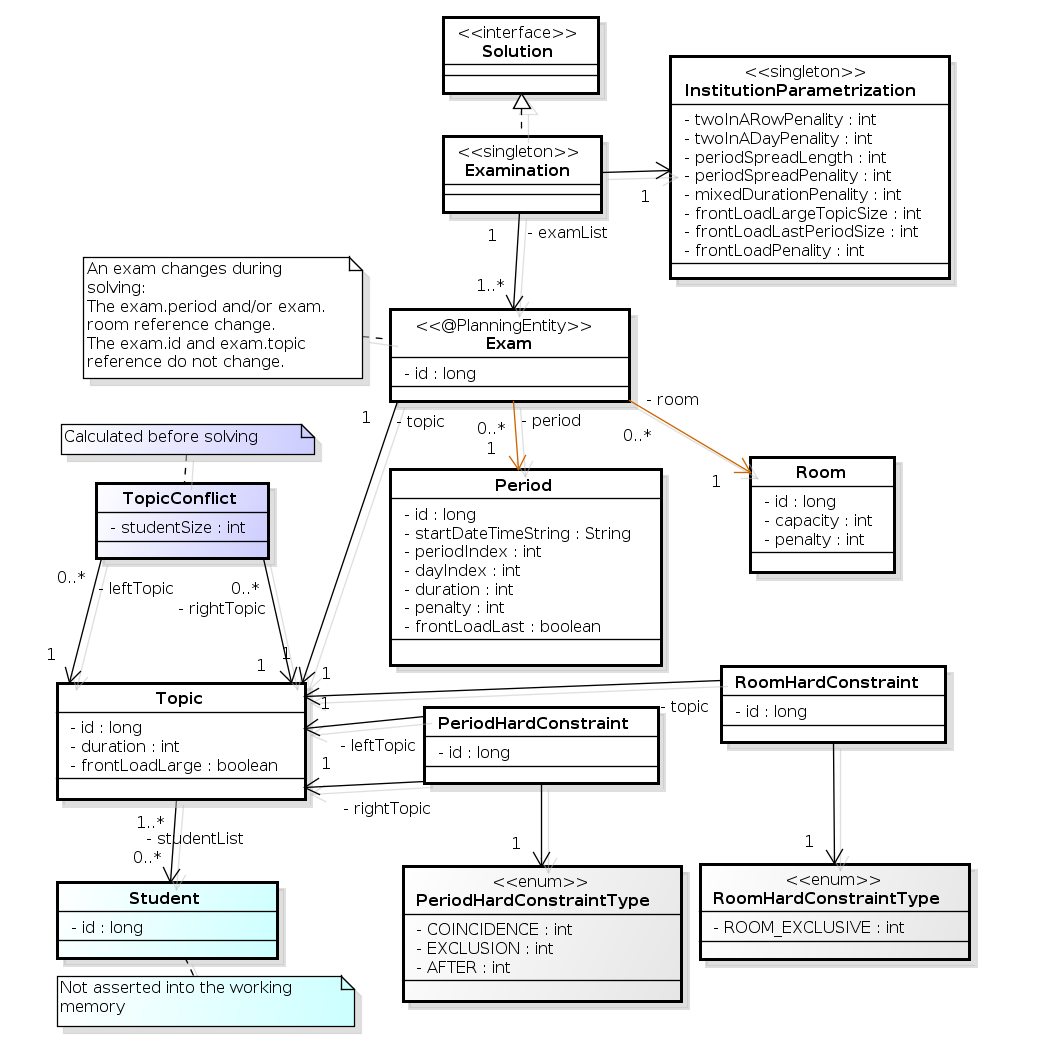 <<interface>>
Solution
<<singleton>>
InstitutionParametrization
- twoInARowPenality : int
- twoInADayPenality : int
- periodSpreadLength : int
- periodSpreadPenality : int
- mixedDurationPenality : int
- frontLoadLargeTopicSize : int
- frontLoadLastPeriodSize : int
- frontLoadPenality : int
<<singleton>>
Examination
1
1
- examList
1..*
An exam changes during
solving:
The exam.period and/or exam.
room reference change.
The exam.id and exam.topic
reference do not change.
<<@PlanningEntity>>
Exam
- id : long
1
- topic
0..*
- period
1
- room
0..*
1
Calculated before solving
TopicConflict
- studentSize : int
0..*
- leftTopic
0..*
- rightTopic
1
1
1
Period
- id : long
- startDateTimeString : String
- periodIndex : int
- dayIndex : int
- duration : int
- penalty : int
- frontLoadLast : boolean
Room
- id : long
- capacity : int
- penalty : int
Topic
- id : long
- duration : int
- frontLoadLarge : boolean
1
1
- leftTopic
1
- rightTopic
- topic
PeriodHardConstraint
- id : long
RoomHardConstraint
- id : long
1..*
- studentList
0..*
1
1
Student
- id : long
Not asserted into the working
memory
<<enum>>
PeriodHardConstraintType
- COINCIDENCE : int
- EXCLUSION : int
- AFTER : int
<<enum>>
RoomHardConstraintType
- ROOM_EXCLUSIVE : int